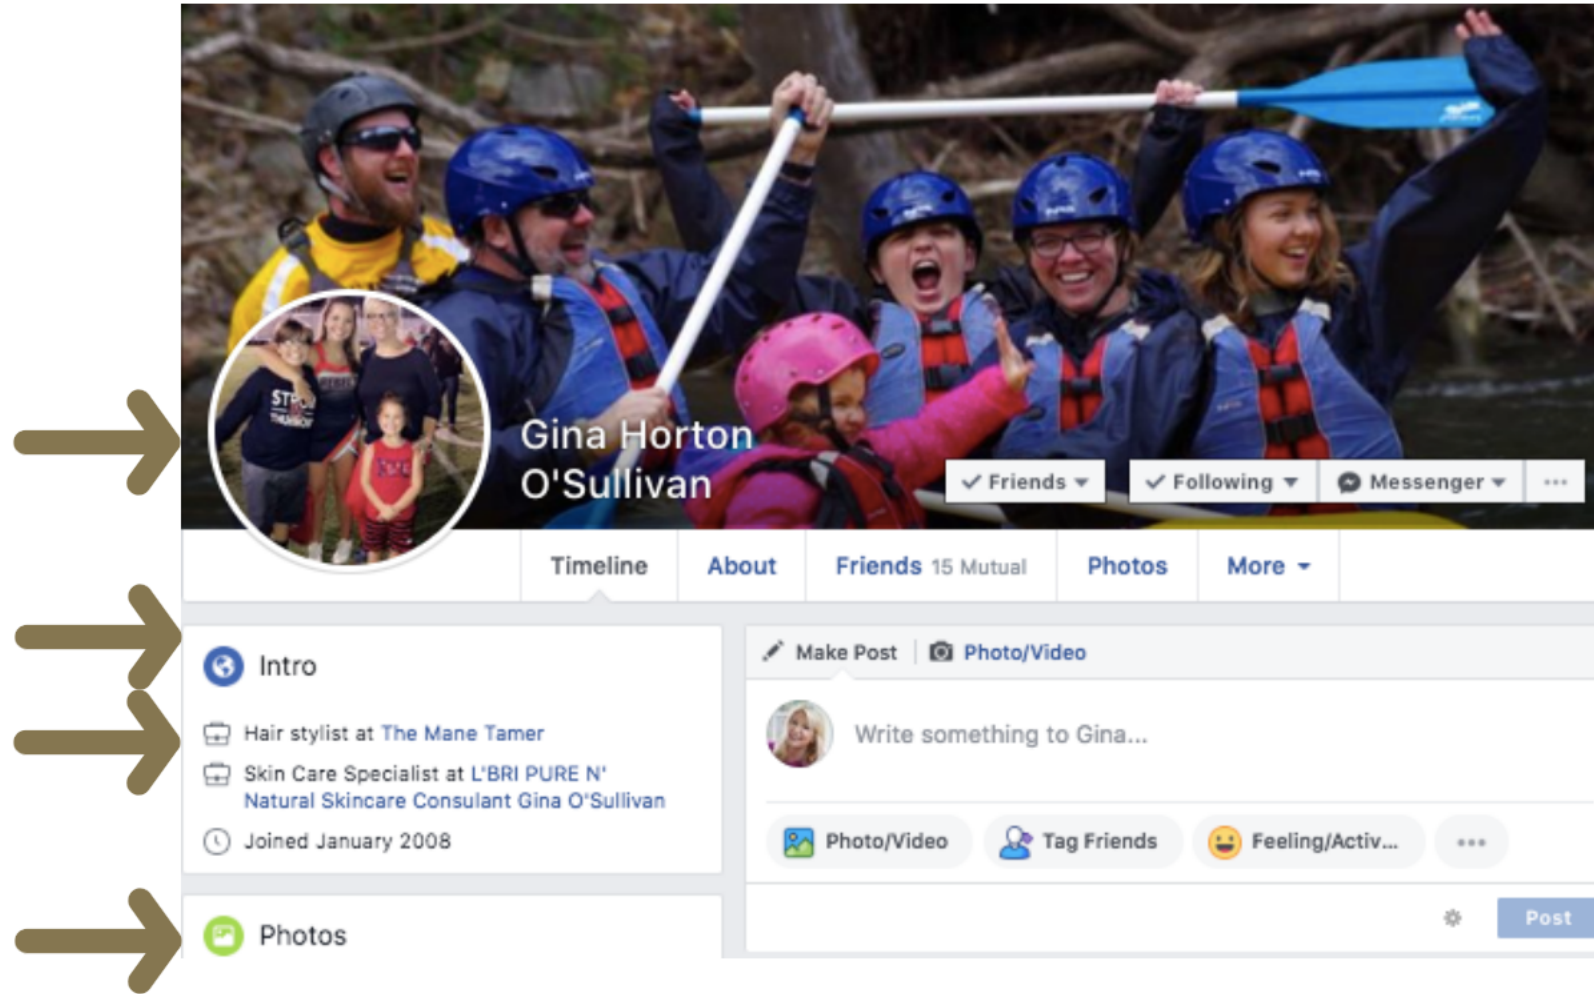 Gina Horton
O'Sullivan
Friends
Following
Messenger
Timeline
About
Friends 15 Mutual
Photos
More
Intro
Hair stylist at The Mane Tamer
Skin Care Specialist at L'BRI PURE N'
Natural Skincare Consulant Gina O'Sullivan
Joined January 2008
Photos
Make Post
Photo/Video
Write something to Gina...
Photo/Video
Tag Friends
Feeling/Activ...
Post